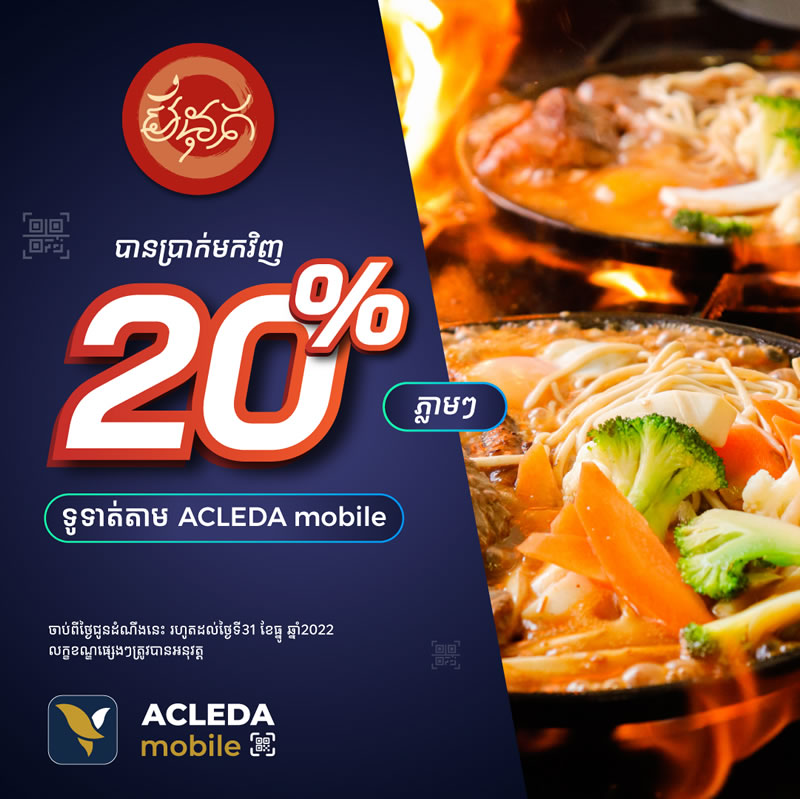 មីដុត
បានប្រាក់មកវិញ
20%
ភ្លាមៗ
ទូទាត់តាម ACLEDA mobile
ចាប់ពីថ្ងៃជូនដំណឹងនេះ រហូតដល់ថ្ងៃទី31 ខែធ្នូ ឆ្នាំ2022
លក្ខខណ្ឌផ្សេងៗត្រូវបានអនុវត្ត
ACLEDA
mobile